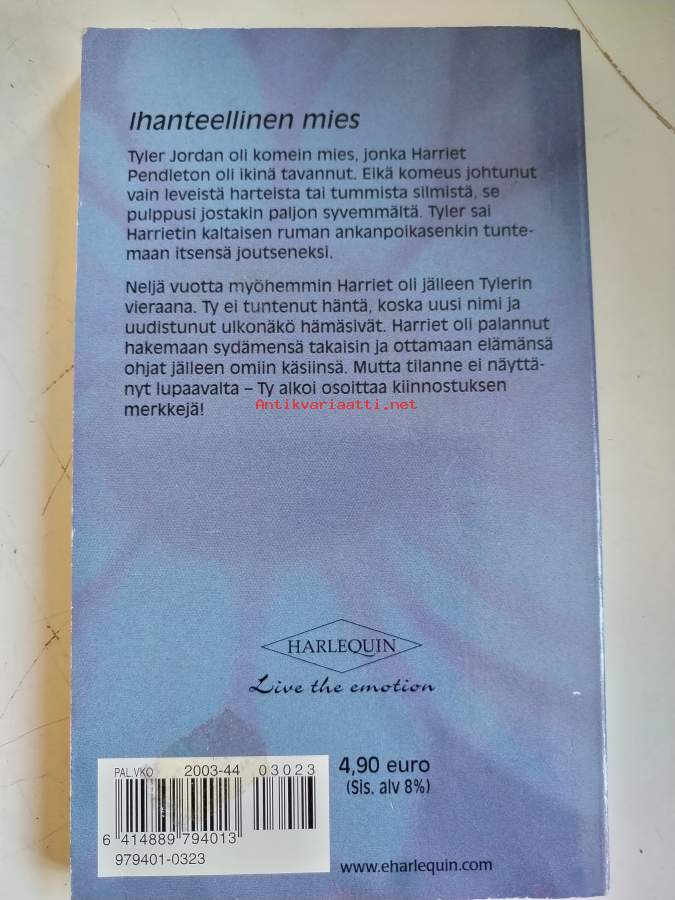 Ihanteellinen mies
Tyler Jordan oli komein mies, jonka Harriet
Pendleton oli ikinä tavannut. Eikä komeus johtunut
vain leveistä harteista tai tummista silmistä, se
pulppusi jostakin paljon syvemmältä. Tyler sai
Harrietin kaltaisen ruman ankanpoikasenkin tunte-
maan itsensä joutseneksi.
Neljä vuotta myöhemmin Harriet oli jälleen Tylerin
vieraana. Ty ei tuntenut häntä, koska uusi nimi ja
uudistunut ulkonäkö hämäsivät. Harriet oli palannut
hakemaan sydämensä takaisin ja ottamaan elämänsä
ohjat jälleen omiin käsiinsä. Mutta tilanne ei näyttä-
nyt lupaavalta – Ty alkoi osoittaa kiinnostuksen
merkkejä!
Antikvariaatti.net
HARLEQUIN
Live the emotion
PAL.VKO 2003-44 03023
6 414889 794013
979401-0323
4,90 euro
(Sis. alv 8%)
www.eharlequin.com